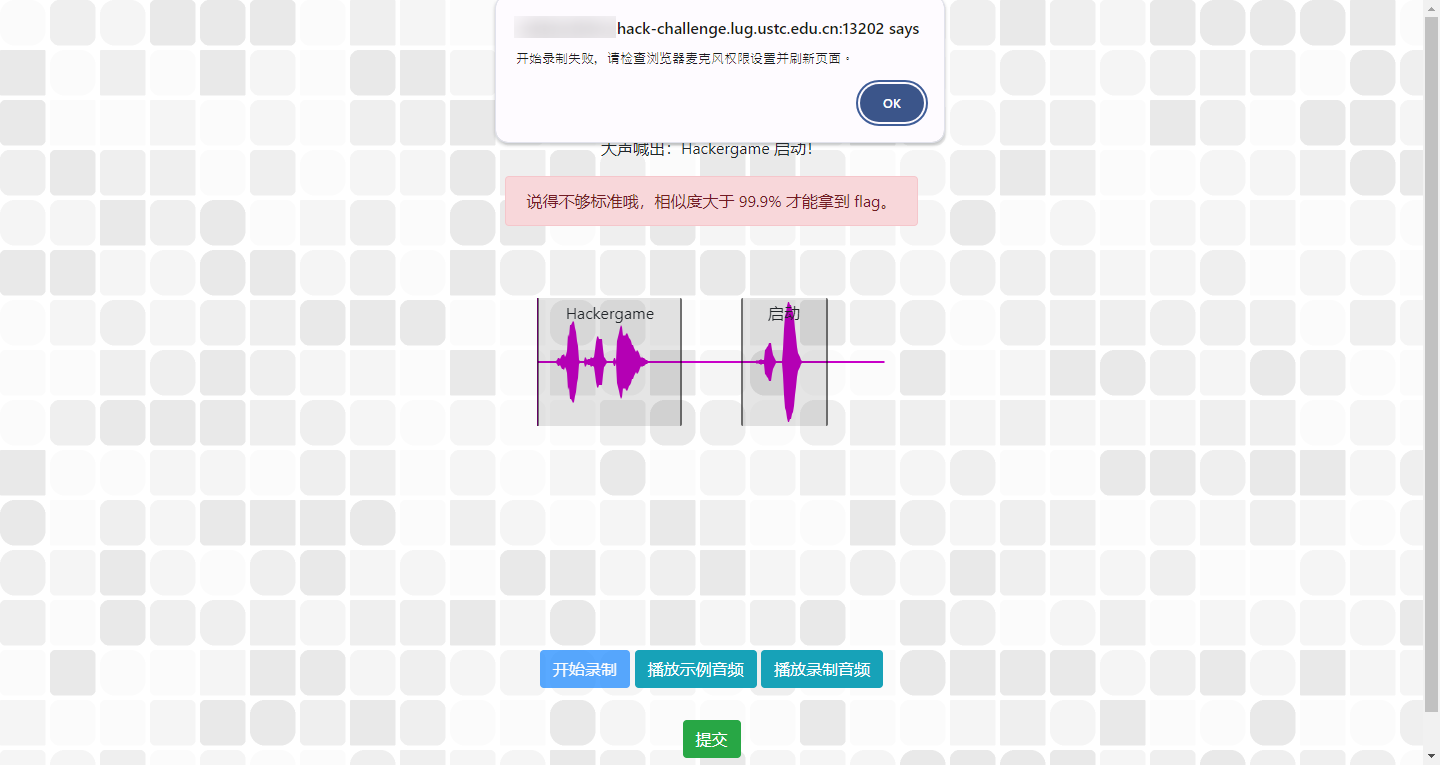 hack-challenge.lug.ustc.edu.cn:13202 says
开始录制失败，请检查浏览器麦克风权限设置并刷新页面。
OK
大声喊出：Hackergame 启动！
说得不够标准哦，相似度大于 99.9% 才能拿到 flag。
Hackergame
启动
开始录制
播放示例音频
播放录制音频
提交